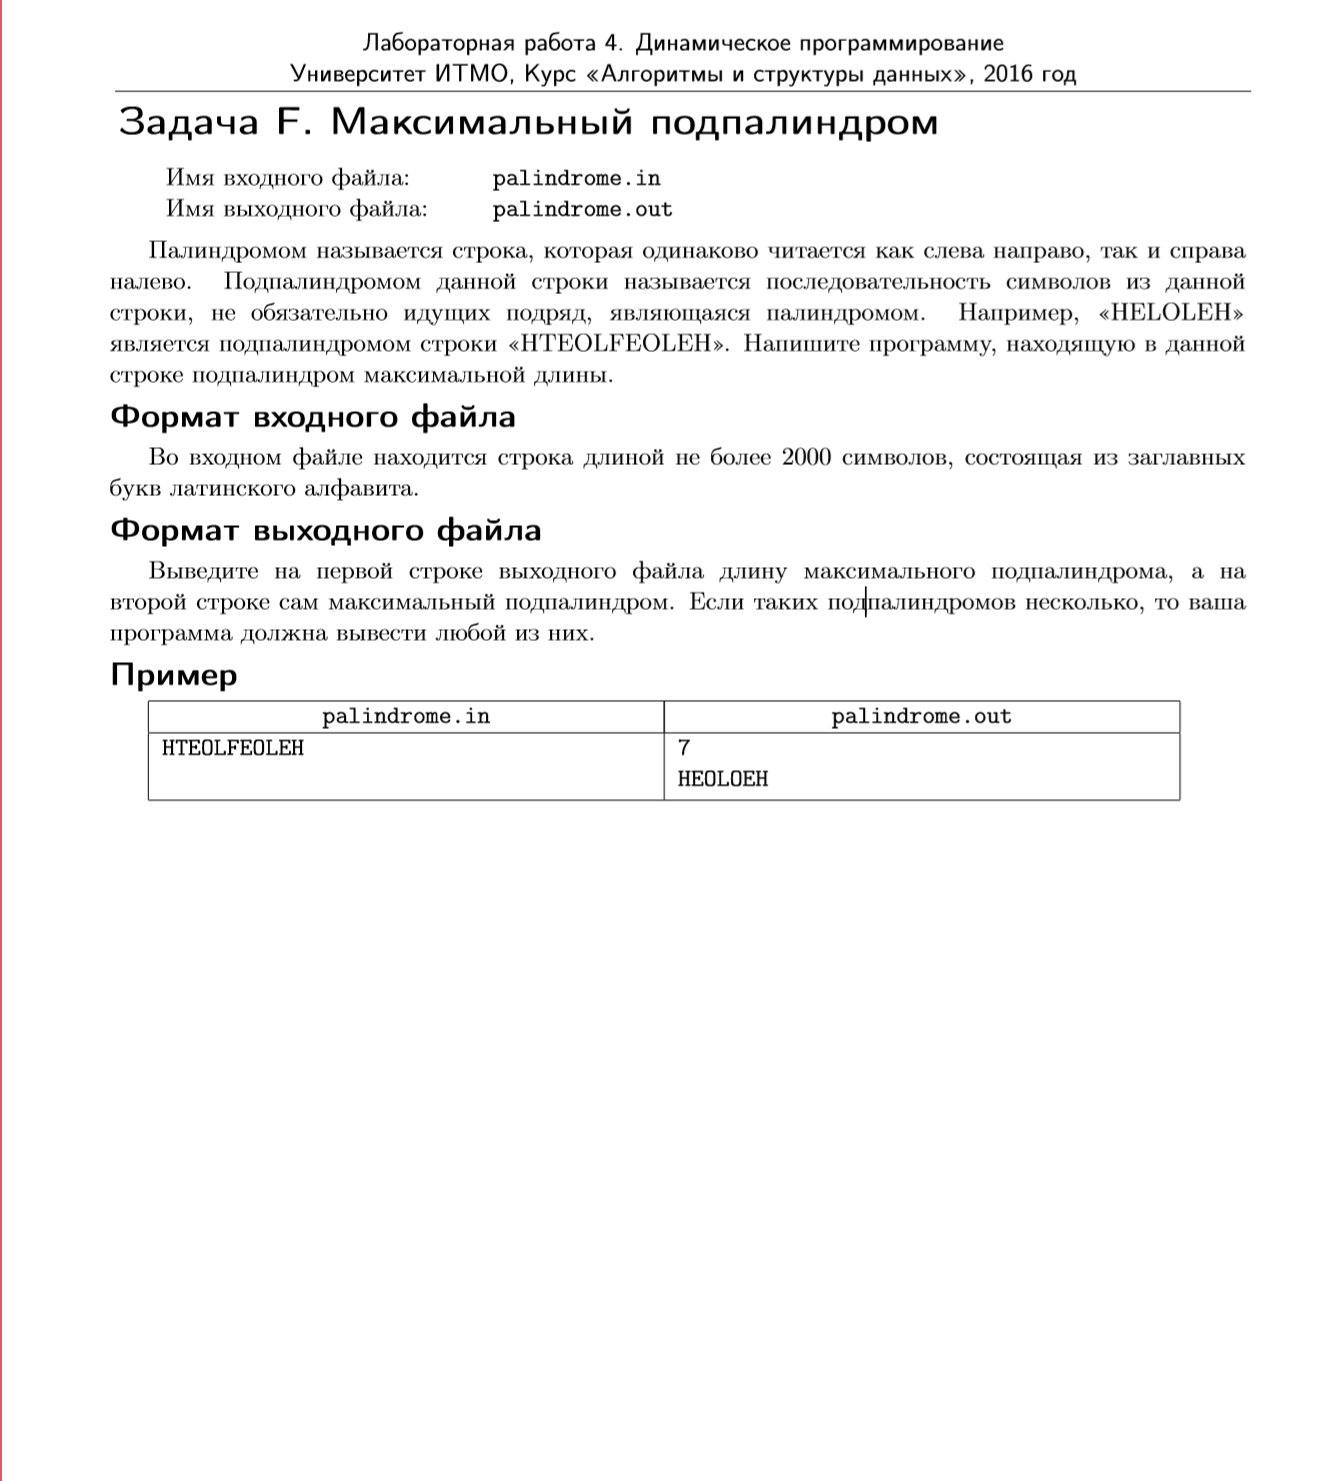 Лабораторная работа 4. Динамическое программирование
Университет ИТМО, Курс «Алгоритмы и структуры данных», 2016 год
Задача F. Максимальный подпалиндром
Имя входного файла: palindrome.in
Имя выходного файла: palindrome.out
Палиндромом называется строка, которая одинаково читается как слева направо, так и справа
налево. Подпалиндромом данной строки называется последовательность символов из данной
строки, не обязательно идущих подряд, являющаяся палиндромом. Например, «HELOLEH»
является подпалиндромом строки «HTEOLFEOLEH». Напишите программу, находящую в данной
строке подпалиндром максимальной длины.
Формат входного файла
Во входном файле находится строка длиной не более 2000 символов, состоящая из заглавных
букв латинского алфавита.
Формат выходного файла
Выведите на первой строке выходного файла длину максимального подпалиндрома, а на
второй строке сам максимальный подпалиндром. Если таких подпалиндромов несколько, то ваша
программа должна вывести любой из них.
Пример
palindrome.in palindrome.out
HTEOLFEOLEH 7
HEOLOEH